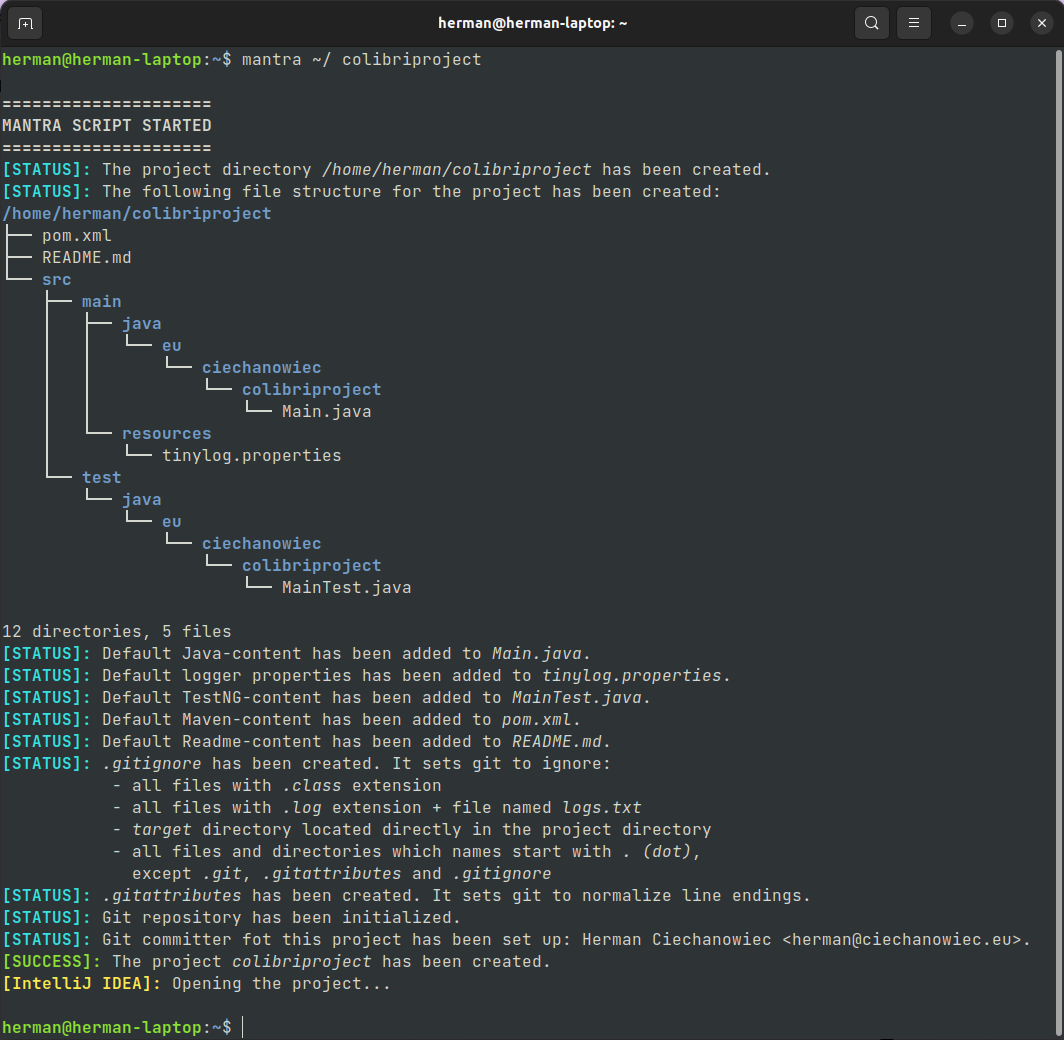 herman@herman-laptop: ~
herman@herman-laptop:~$ mantra ~/ colibriproject
=====================
MANTRA SCRIPT STARTED
=====================
[STATUS]: The project directory /home/herman/colibriproject has been created.
[STATUS]: The following file structure for the project has been created:
/home/herman/colibriproject
├── pom.xml
├── README.md
└── src
    ├── main
    │   ├── java
    │   │   └── eu
    │   │       └── ciechanowiec
    │   │           └── colibriproject
    │   │               └── Main.java
    │   └── resources
    │       └── tinylog.properties
    └── test
        └── java
            └── eu
                └── ciechanowiec
                    └── colibriproject
                        └── MainTest.java
12 directories, 5 files
[STATUS]: Default Java-content has been added to Main.java.
[STATUS]: Default logger properties has been added to tinylog.properties.
[STATUS]: Default TestNG-content has been added to MainTest.java.
[STATUS]: Default Maven-content has been added to pom.xml.
[STATUS]: Default Readme-content has been added to README.md.
[STATUS]: .gitignore has been created. It sets git to ignore:
           - all files with .class extension
           - all files with .log extension + file named logs.txt
           - target directory located directly in the project directory
           - all files and directories which names start with . (dot),
             except .git, .gitattributes and .gitignore
[STATUS]: .gitattributes has been created. It sets git to normalize line endings.
[STATUS]: Git repository has been initialized.
[STATUS]: Git committer fot this project has been set up: Herman Ciechanowiec <herman@ciechanowiec.eu>.
[SUCCESS]: The project colibriproject has been created.
[IntelliJ IDEA]: Opening the project...
herman@herman-laptop:~$